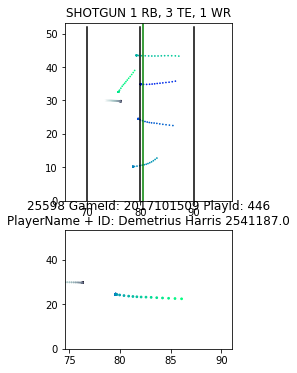 SHOTGUN 1 RB, 3 TE, 1 WR
50
40
30
20
10
0
70 80 90
25598 GameId: 2017101509 PlayId: 446
PlayerName + ID: Demetrius Harris 2541187.0
40
20
0
75 80 85 90